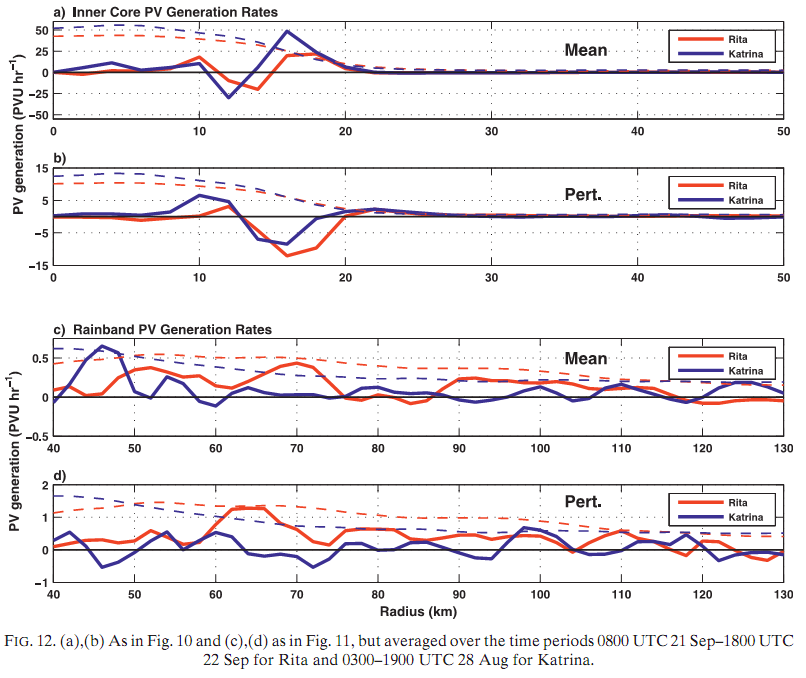 a) Inner Core PV Generation Rates
Mean
Rita
Katrina
50
25
0
−25
−50
0 10 20 30 40 50
b)
Pert.
Rita
Katrina
15
5
−5
−15
0 10 20 30 40 50
PV generation (PVU hr⁻¹)
c) Rainband PV Generation Rates
Mean
Rita
Katrina
0.5
0
−0.5
40 50 60 70 80 90 100 110 120 130
d)
Pert.
Rita
Katrina
2
1
0
−1
40 50 60 70 80 90 100 110 120 130
PV generation (PVU hr⁻¹)
Radius (km)
FIG. 12. (a),(b) As in Fig. 10 and (c),(d) as in Fig. 11, but averaged over the time periods 0800 UTC 21 Sep–1800 UTC
22 Sep for Rita and 0300–1900 UTC 28 Aug for Katrina.